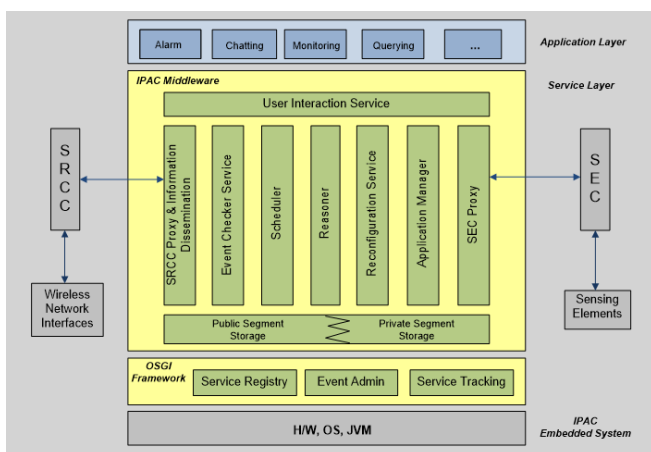 Alarm
Chatting
Monitoring
Querying
...
Application Layer
IPAC Middleware
Service Layer
User Interaction Service
SRCC
SRCC Proxy & Information
Dissemination
Event Checker Service
Scheduler
Reasoner
Reconfiguration Service
Application Manager
SEC Proxy
SEC
Wireless
Network
Interfaces
Sensing
Elements
Public Segment
Storage
Private Segment
Storage
OSGI
Framework
Service Registry
Event Admin
Service Tracking
H/W, OS, JVM
IPAC
Embedded System